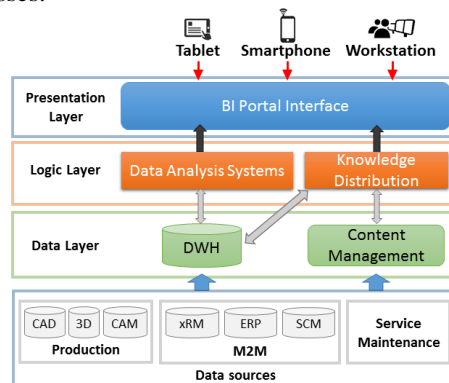 sses.
Tablet Smartphone Workstation
Presentation
Layer
BI Portal Interface
Logic Layer
Data Analysis Systems
Knowledge
Distribution
Data Layer
DWH
Content
Management
CAD 3D CAM
Production
xRM ERP SCM
M2M
Service
Maintenance
Data sources